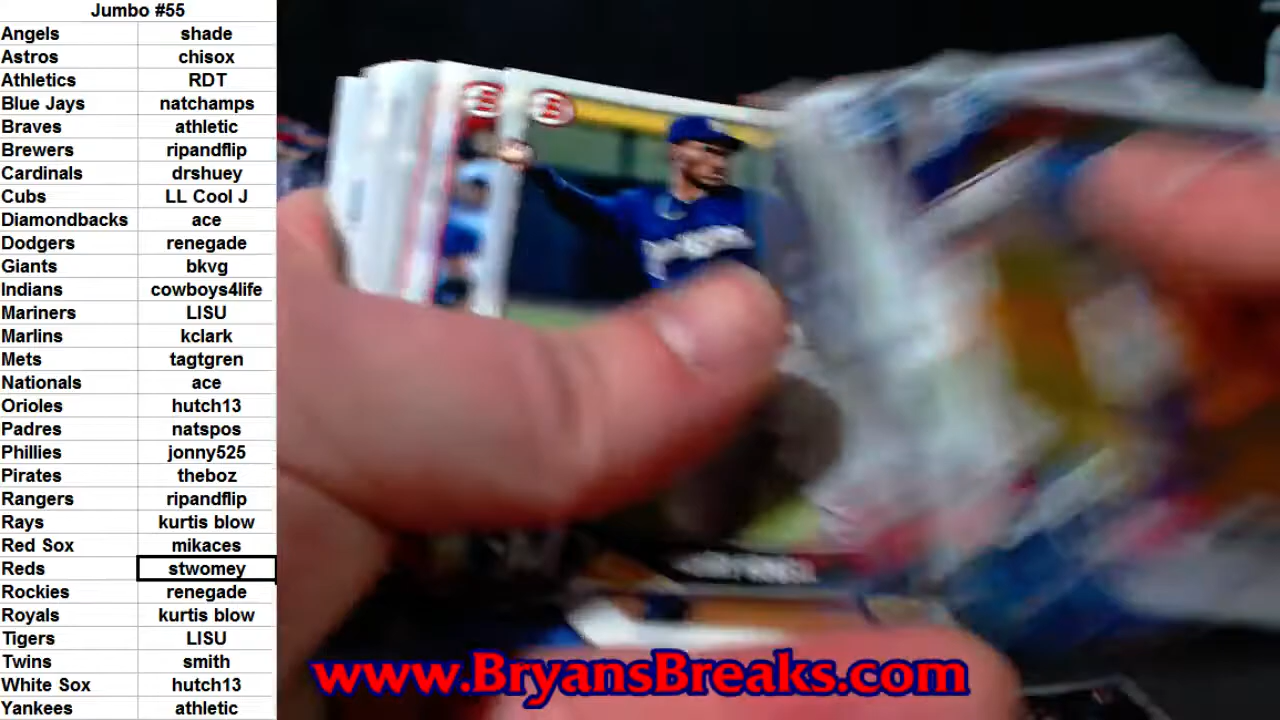 Jumbo #55
Angels shade
Astros chisox
Athletics RDT
Blue Jays natchamps
Braves athletic
Brewers ripandflip
Cardinals drshuey
Cubs LL Cool J
Diamondbacks ace
Dodgers renegade
Giants bkvg
Indians cowboys4life
Mariners LISU
Marlins kclark
Mets tagtgren
Nationals ace
Orioles hutch13
Padres natspos
Phillies jonny525
Pirates theboz
Rangers ripandflip
Rays kurtis blow
Red Sox mikaces
Reds stwomey
Rockies renegade
Royals kurtis blow
Tigers LISU
Twins smith
White Sox hutch13
Yankees athletic
www.BryansBreaks.com